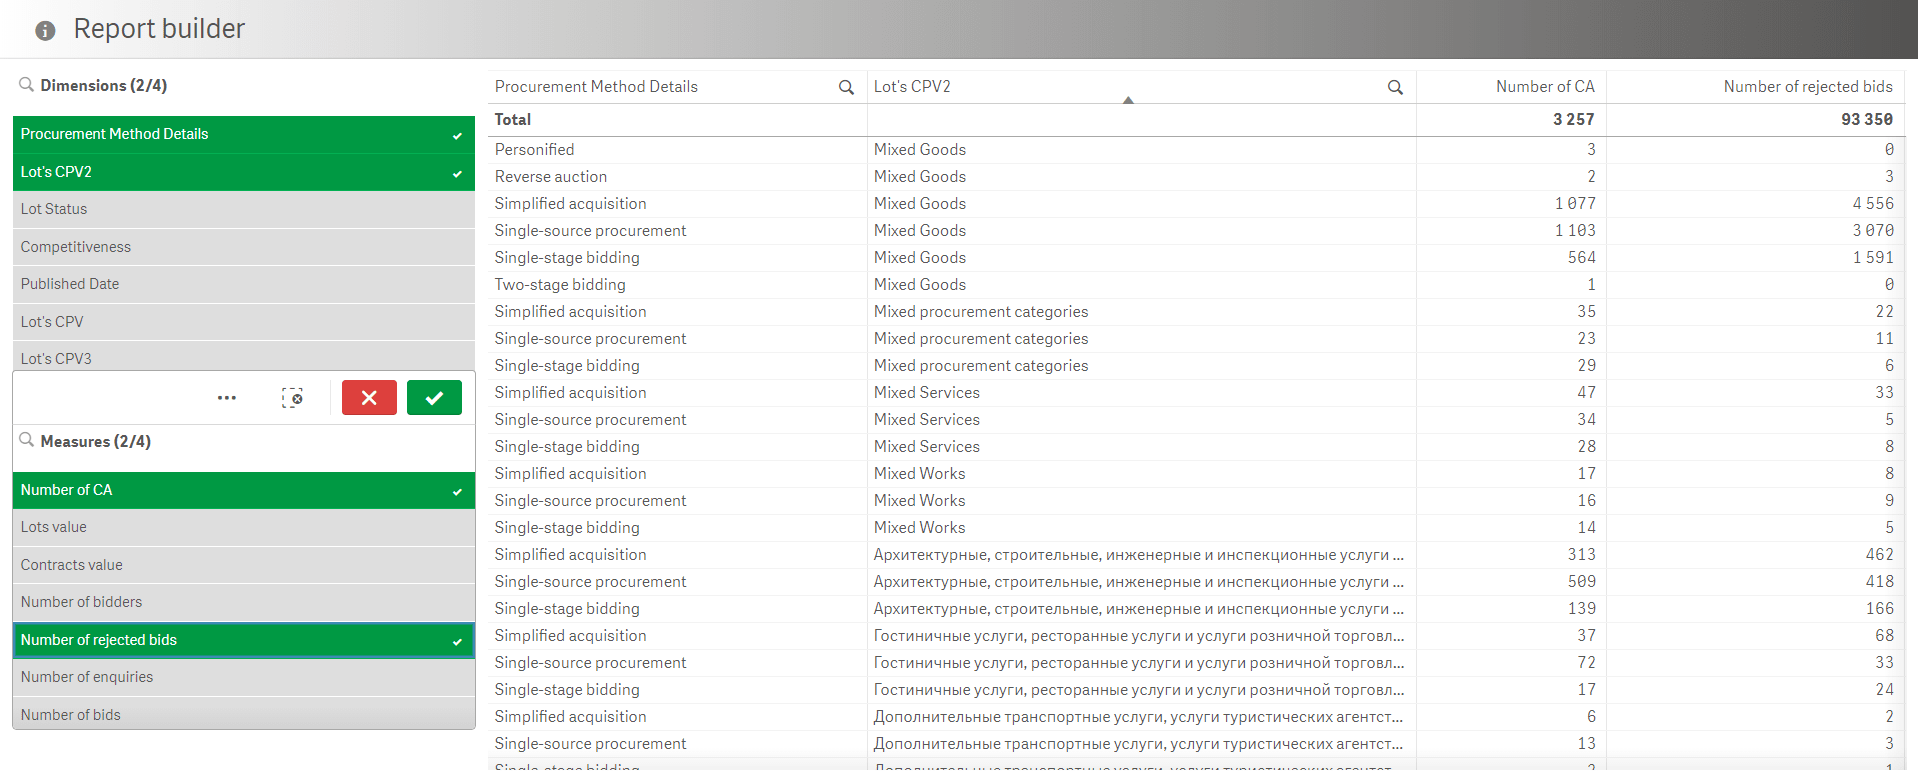 Report builder
Dimensions (2/4)
Procurement Method Details
Lot's CPV2
Lot Status
Competitiveness
Published Date
Lot's CPV
Lot's CPV3
Measures (2/4)
Number of CA
Lots value
Contracts value
Number of bidders
Number of rejected bids
Number of enquiries
Number of bids
Procurement Method Details Lot's CPV2 Number of CA Number of rejected bids
Total 3 257 93 350
Personified Mixed Goods 3 0
Reverse auction Mixed Goods 2 3
Simplified acquisition Mixed Goods 1 077 4 556
Single-source procurement Mixed Goods 1 103 3 070
Single-stage bidding Mixed Goods 564 1 591
Two-stage bidding Mixed Goods 1 0
Simplified acquisition Mixed procurement categories 35 22
Single-source procurement Mixed procurement categories 23 11
Single-stage bidding Mixed procurement categories 29 6
Simplified acquisition Mixed Services 47 33
Single-source procurement Mixed Services 34 5
Single-stage bidding Mixed Services 28 8
Simplified acquisition Mixed Works 17 8
Single-source procurement Mixed Works 16 9
Single-stage bidding Mixed Works 14 5
Simplified acquisition Архитектурные, строительные, инженерные и инспекционные услуги ... 313 462
Single-source procurement Архитектурные, строительные, инженерные и инспекционные услуги ... 509 418
Single-stage bidding Архитектурные, строительные, инженерные и инспекционные услуги ... 139 166
Simplified acquisition Гостиничные услуги, ресторанные услуги и услуги розничной торговл... 37 68
Single-source procurement Гостиничные услуги, ресторанные услуги и услуги розничной торговл... 72 33
Single-stage bidding Гостиничные услуги, ресторанные услуги и услуги розничной торговл... 17 24
Simplified acquisition Дополнительные транспортные услуги, услуги туристических агентст... 6 2
Single-source procurement Дополнительные транспортные услуги, услуги туристических агентст... 13 3